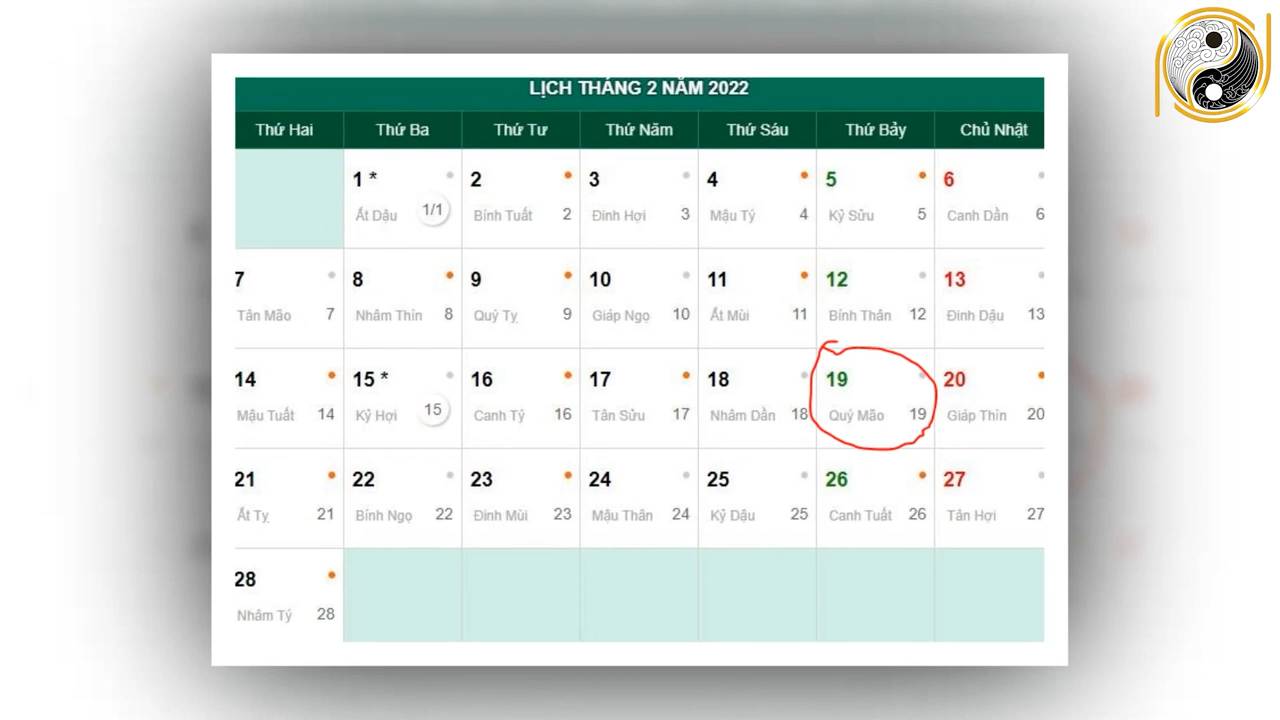 LỊCH THÁNG 2 NĂM 2022
Thứ Hai Thứ Ba Thứ Tư Thứ Năm Thứ Sáu Thứ Bảy Chủ Nhật
1 * 2 3 4 5 6
Ất Dậu 1/1 Bính Tuất 2 Đinh Hợi 3 Mậu Tý 4 Kỷ Sửu 5 Canh Dần 6
7 8 9 10 11 12 13
Tân Mão 7 Nhâm Thìn 8 Quý Tỵ 9 Giáp Ngọ 10 Ất Mùi 11 Bính Thân 12 Đinh Dậu 13
14 15 * 16 17 18 19 20
Mậu Tuất 14 Kỷ Hợi 15 Canh Tý 16 Tân Sửu 17 Nhâm Dần 18 Quý Mão 19 Giáp Thìn 20
21 22 23 24 25 26 27
Ất Tỵ 21 Bính Ngọ 22 Đinh Mùi 23 Mậu Thân 24 Kỷ Dậu 25 Canh Tuất 26 Tân Hợi 27
28
Nhâm Tý 28